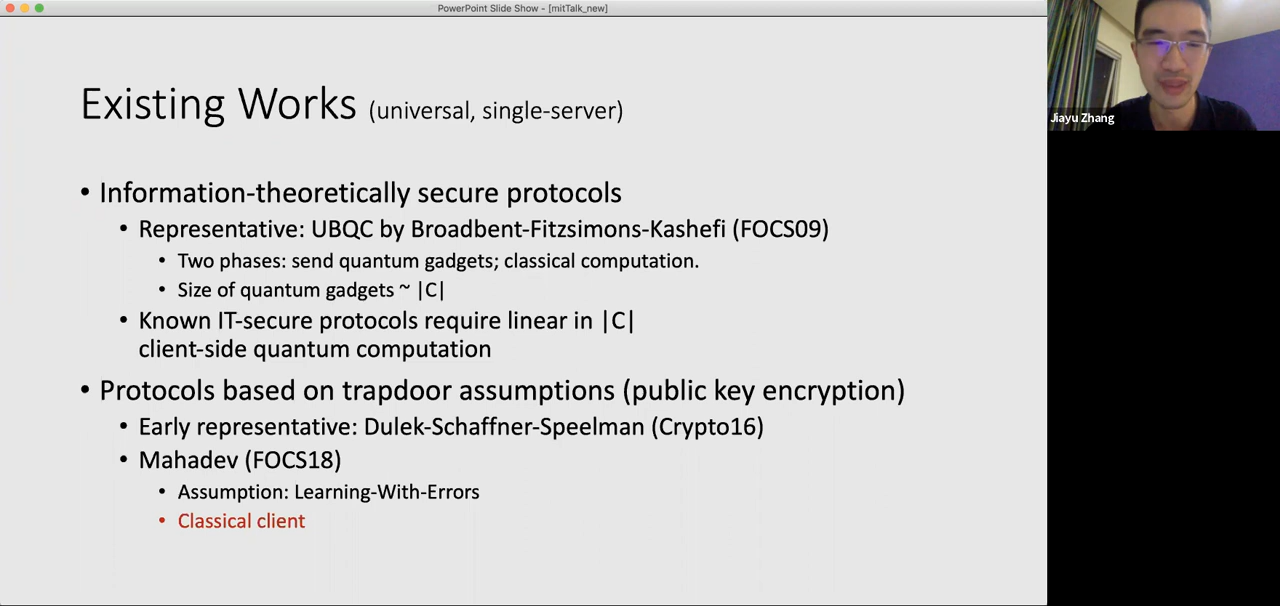 PowerPoint Slide Show - [mitTalk_new]
Existing Works (universal, single-server)
• Information-theoretically secure protocols
• Representative: UBQC by Broadbent-Fitzsimons-Kashefi (FOCS09)
• Two phases: send quantum gadgets; classical computation.
• Size of quantum gadgets ~ |C|
• Known IT-secure protocols require linear in |C|
client-side quantum computation
• Protocols based on trapdoor assumptions (public key encryption)
• Early representative: Dulek-Schaffner-Speelman (Crypto16)
• Mahadev (FOCS18)
• Assumption: Learning-With-Errors
• Classical client
Jiayu Zhang